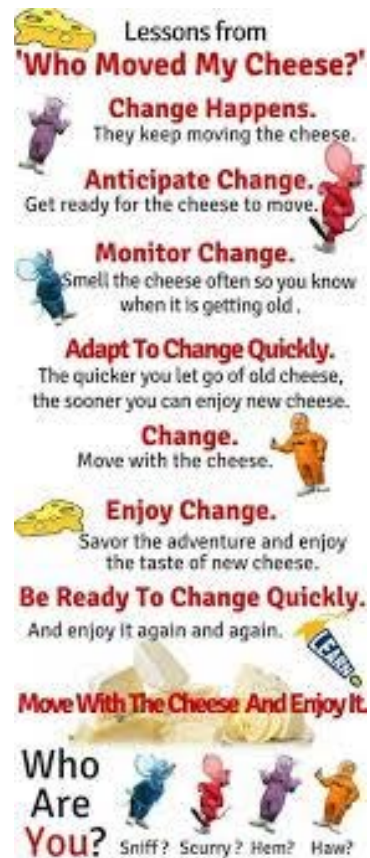 Lessons from
'Who Moved My Cheese?'
Change Happens.
They keep moving the cheese.
Anticipate Change.
Get ready for the cheese to move.
Monitor Change.
Smell the cheese often so you know
when it is getting old.
Adapt To Change Quickly.
The quicker you let go of old cheese,
the sooner you can enjoy new cheese.
Change.
Move with the cheese.
Enjoy Change.
Savor the adventure and enjoy
the taste of new cheese.
Be Ready To Change Quickly.
And enjoy it again and again.
LEARN
Move With The Cheese And Enjoy It.
Who
Are
You?
Sniff? Scurry? Hem? Haw?